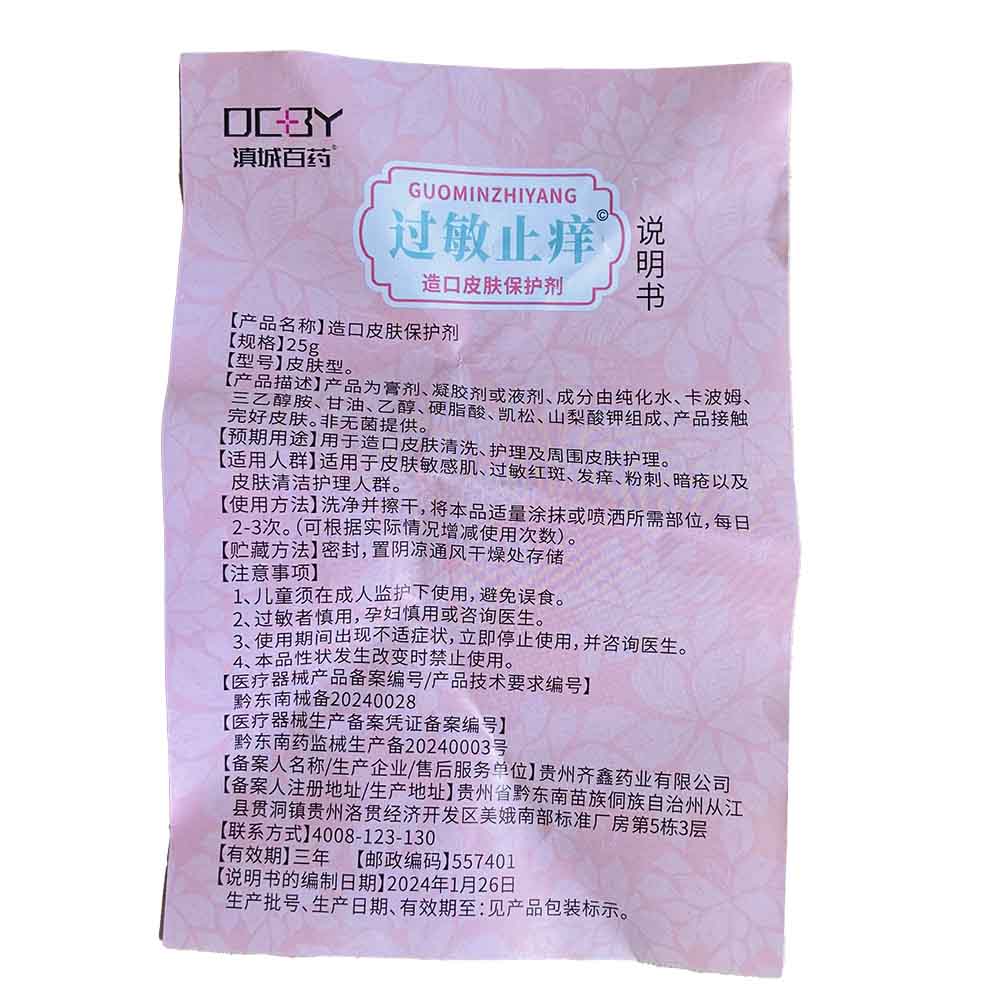 DCBY
滇城百药©
GUOMINZHIYANG
过敏止痒©
造口皮肤保护剂
说明书
【产品名称】造口皮肤保护剂
【规格】25g
【型号】皮肤型。
【产品描述】产品为膏剂、凝胶剂或液剂、成分由纯化水、卡波姆、
三乙醇胺、甘油、乙醇、硬脂酸、凯松、山梨酸钾组成、产品接触
完好皮肤。非无菌提供。
【预期用途】用于造口皮肤清洗、护理及周围皮肤护理。
【适用人群】适用于皮肤敏感肌、过敏红斑、发痒、粉刺、暗疮以及
皮肤清洁护理人群。
【使用方法】洗净并擦干，将本品适量涂抹或喷洒所需部位，每日
2-3次。（可根据实际情况增减使用次数）。
【贮藏方法】密封，置阴凉通风干燥处存储
【注意事项】
1、儿童须在成人监护下使用，避免误食。
2、过敏者慎用，孕妇慎用或咨询医生。
3、使用期间出现不适症状，立即停止使用，并咨询医生。
4、本品性状发生改变时禁止使用。
【医疗器械产品备案编号/产品技术要求编号】
黔东南械备20240028
【医疗器械生产备案凭证备案编号】
黔东南药监械生产备20240003号
【备案人名称/生产企业/售后服务单位】贵州齐鑫药业有限公司
【备案人注册地址/生产地址】贵州省黔东南苗族侗族自治州从江
县贯洞镇贵州洛贯经济开发区美娥南部标准厂房第5栋3层
【联系方式】4008-123-130
【有效期】三年 【邮政编码】557401
【说明书的编制日期】2024年1月26日
生产批号、生产日期、有效期至：见产品包装标示。